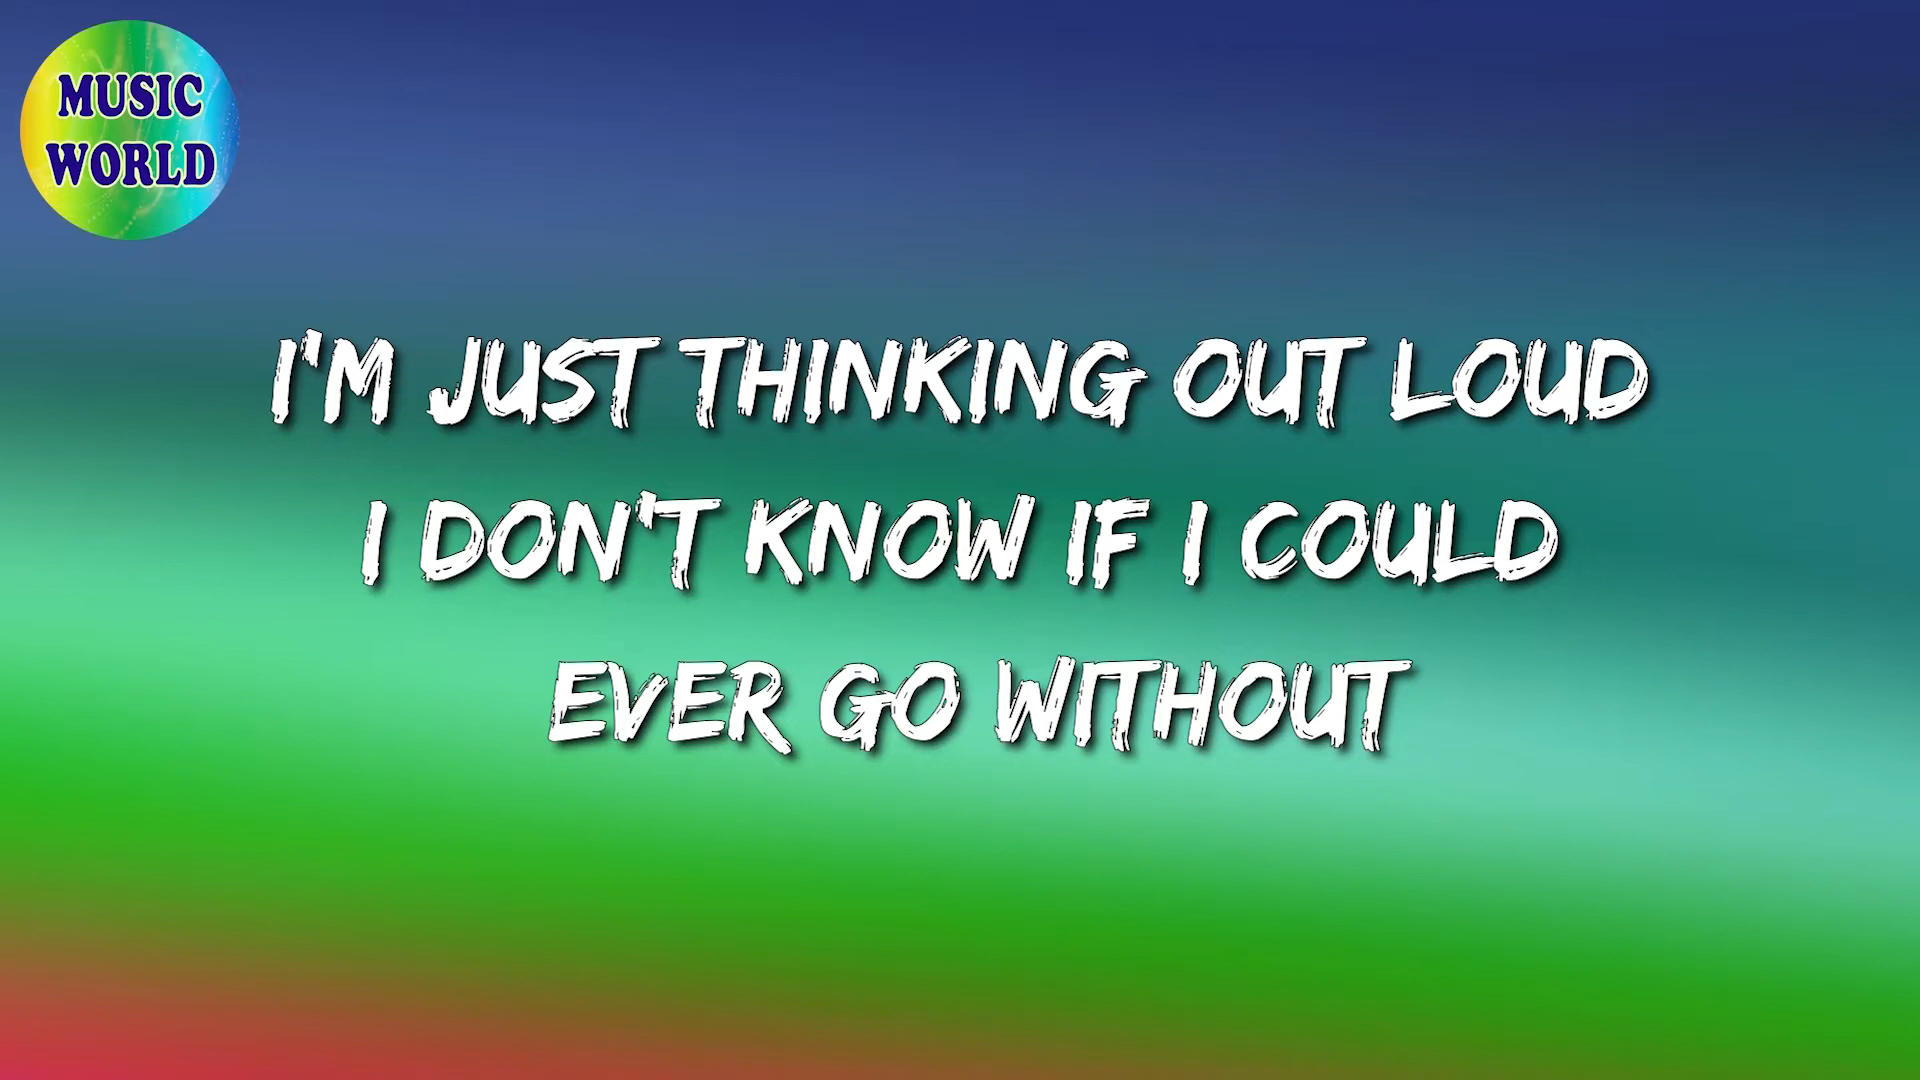 MUSIC
WORLD
I'M JUST THINKING OUT LOUD
I DON'T KNOW IF I COULD
EVER GO WITHOUT